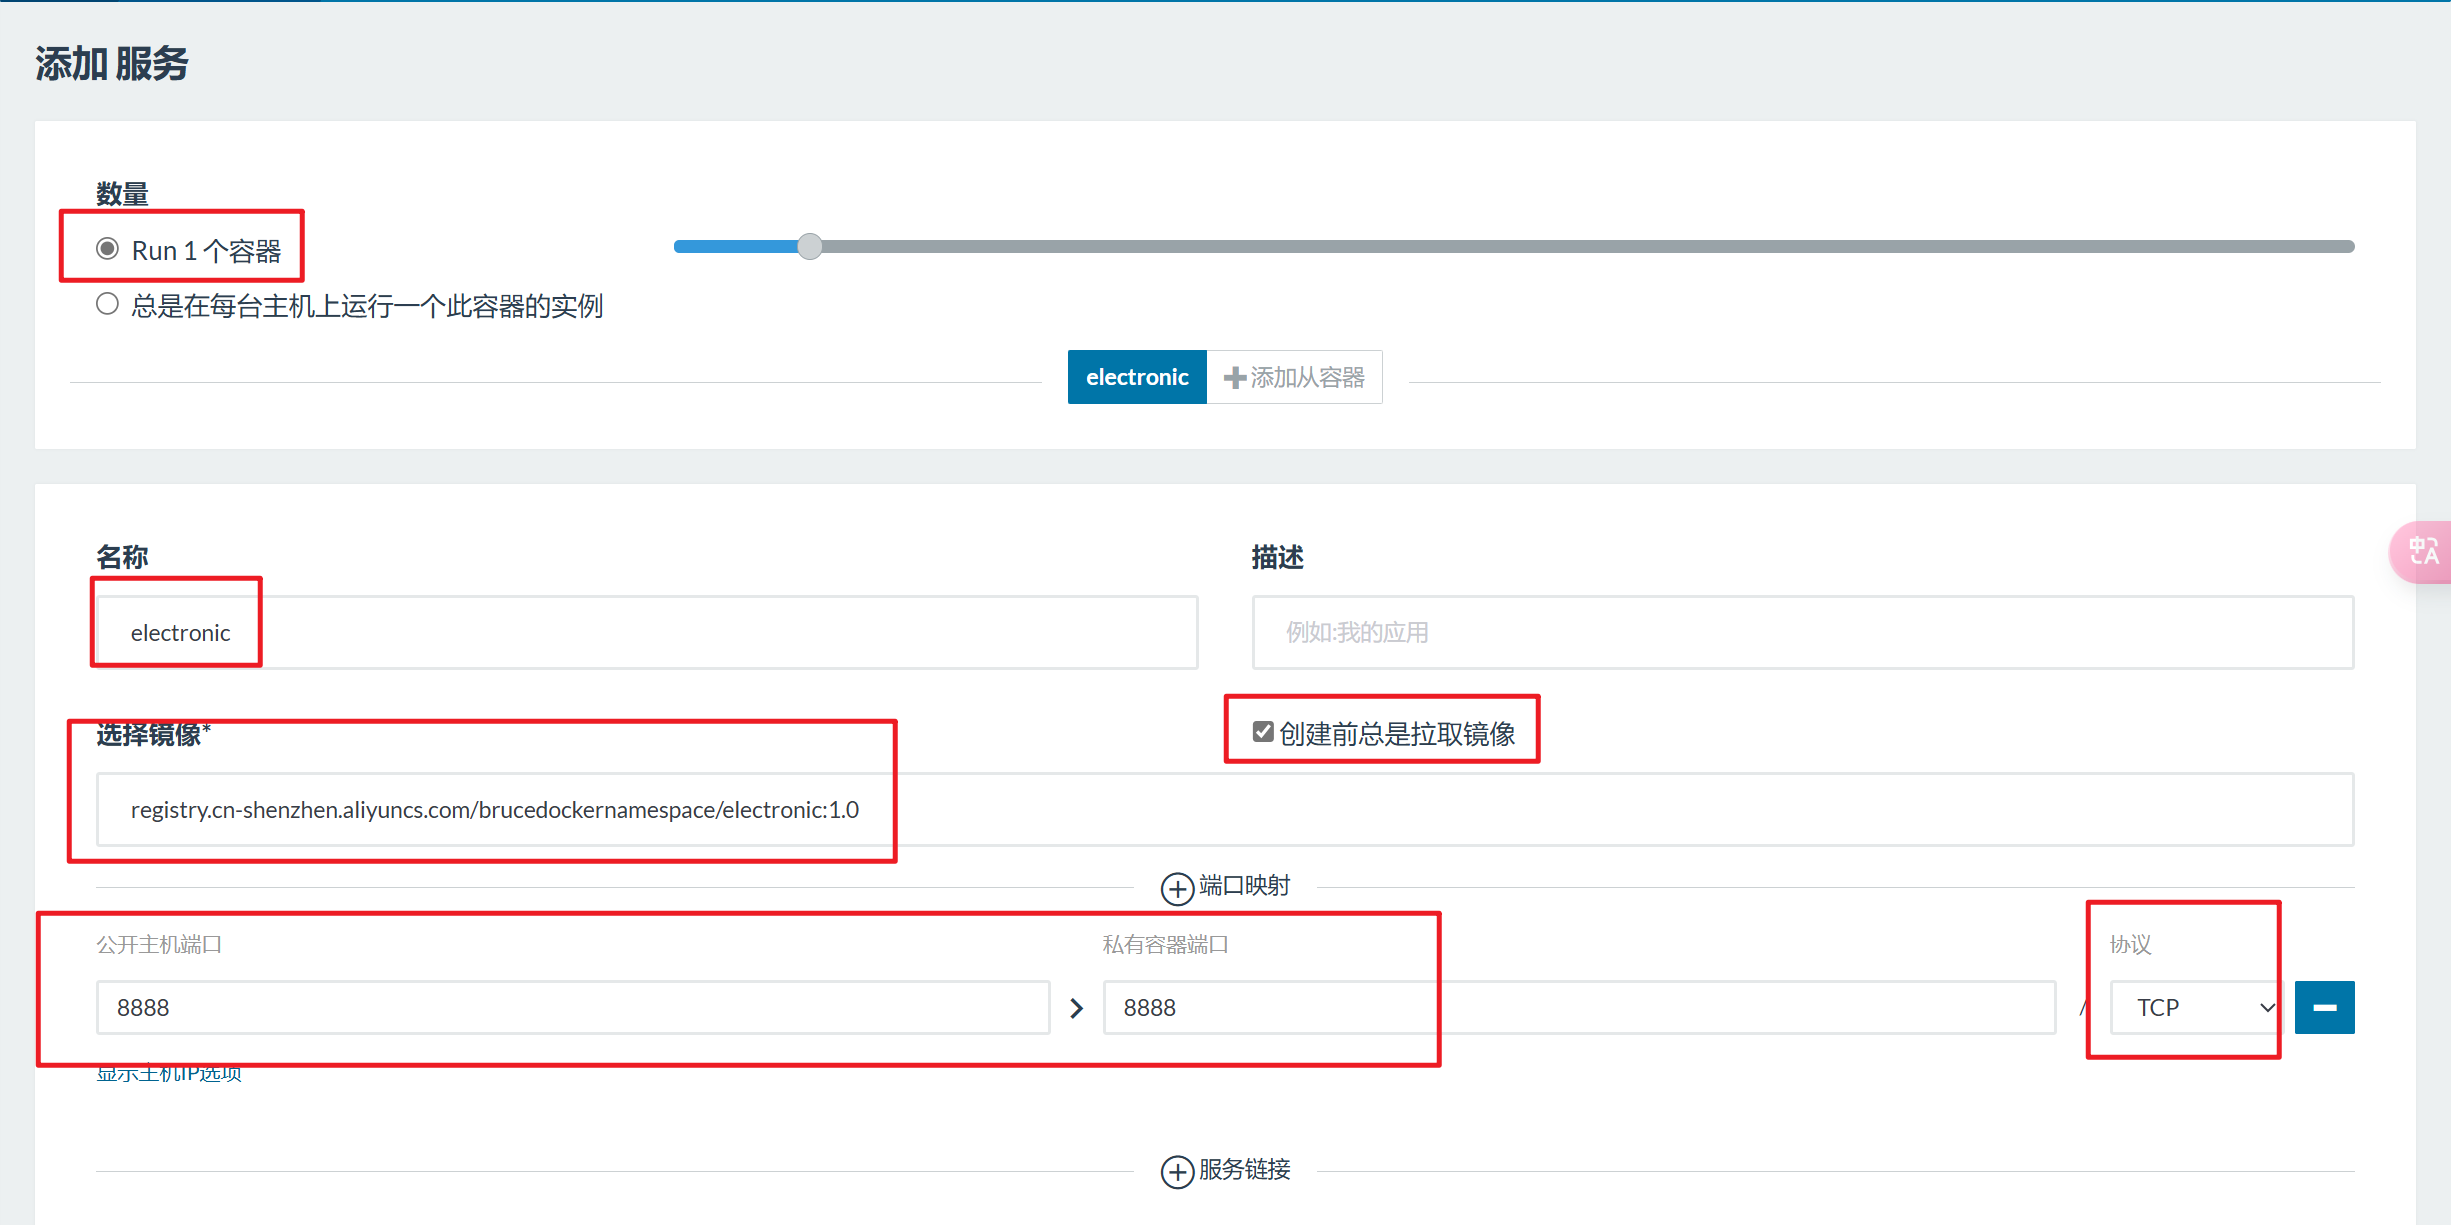 添加 服务
数量
Run 1 个容器
总是在每台主机上运行一个此容器的实例
electronic
添加从容器
名称
描述
electronic
例如:我的应用
选择镜像*
创建前总是拉取镜像
registry.cn-shenzhen.aliyuncs.com/brucedockernamespace/electronic:1.0
端口映射
公开主机端口
私有容器端口
协议
8888
8888
/
TCP
显示主机IP选项
服务链接
中A